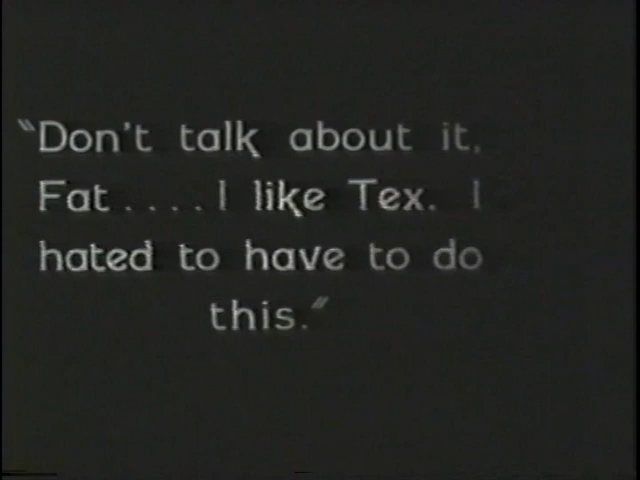 "Don't talk about it,
Fat....I like Tex. I
hated to have to do
this."